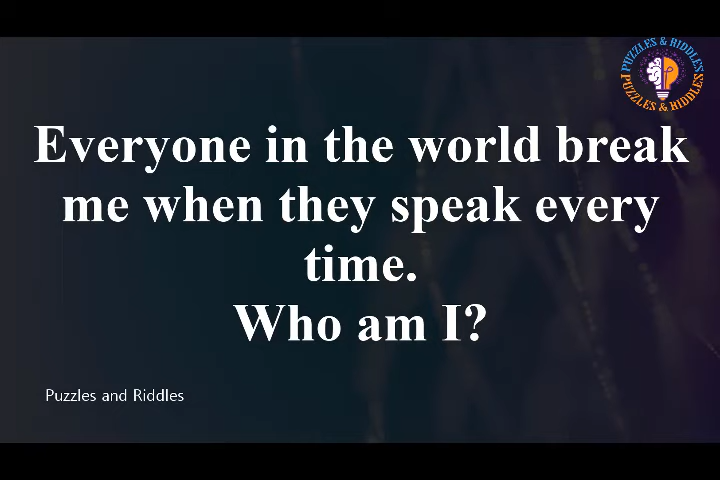 PUZZLES & RIDDLES
PUZZLES & RIDDLES
Everyone in the world break
me when they speak every
time.
Who am I?
Puzzles and Riddles